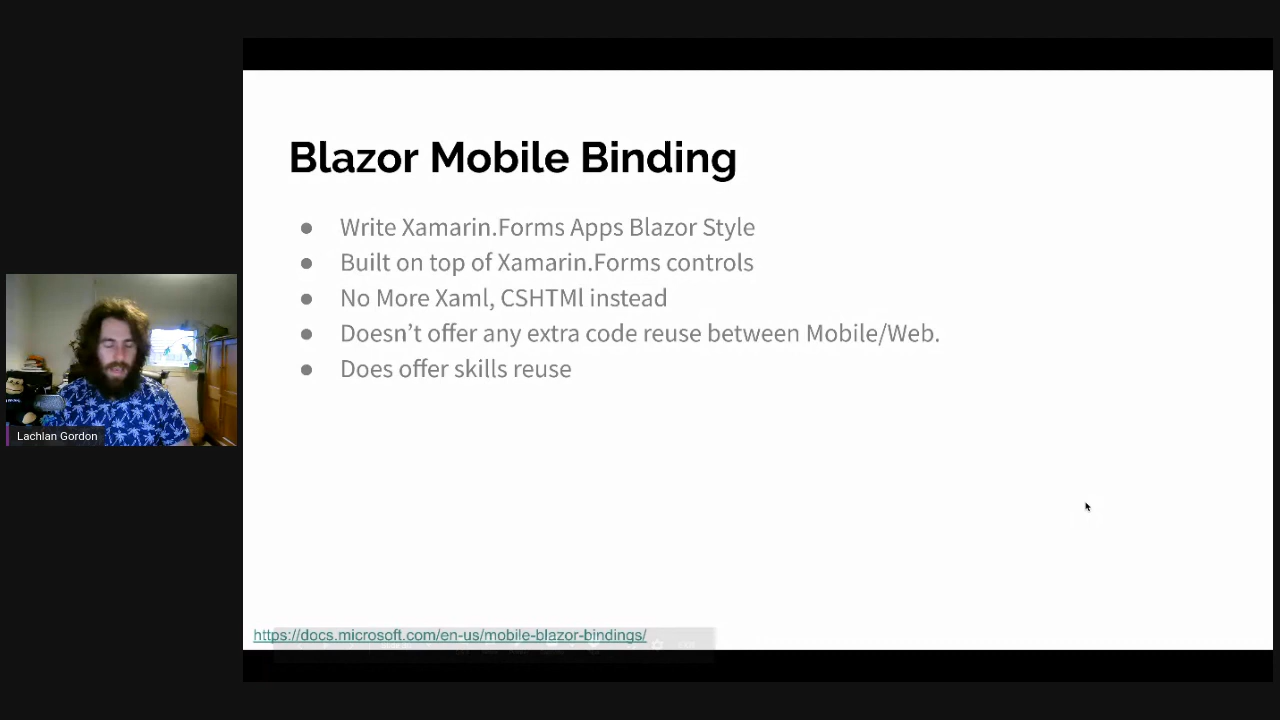 Blazor Mobile Binding
● Write Xamarin.Forms Apps Blazor Style
● Built on top of Xamarin.Forms controls
● No More Xaml, CSHTMl instead
● Doesn’t offer any extra code reuse between Mobile/Web.
● Does offer skills reuse
Lachlan Gordon
https://docs.microsoft.com/en-us/mobile-blazor-bindings/